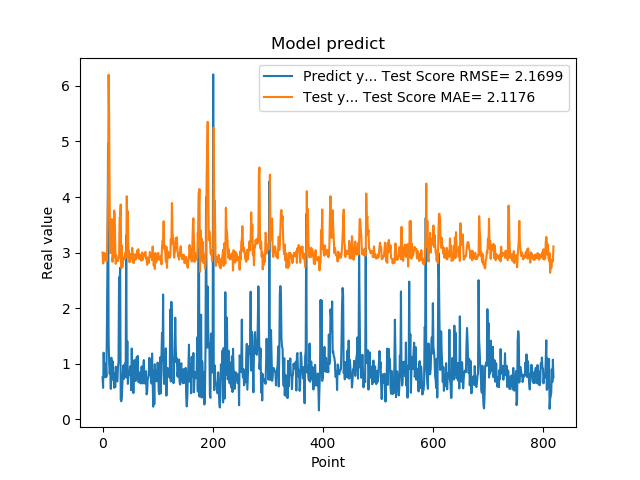 Model predict
Predict y... Test Score RMSE= 2.1699
Test y... Test Score MAE= 2.1176
Real value
6
5
4
3
2
1
0
0 200 400 600 800
Point